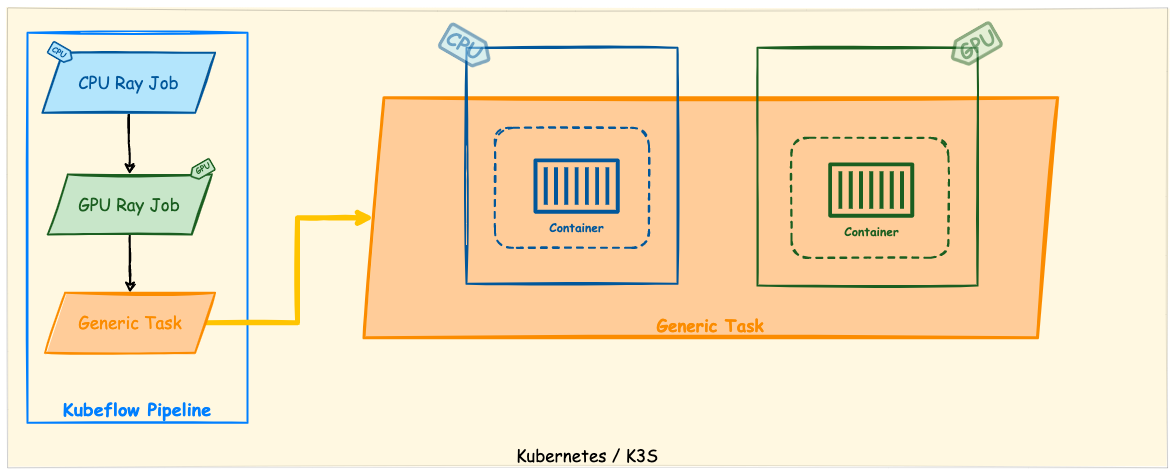 CPU
CPU Ray Job
GPU
GPU Ray Job
Generic Task
Kubeflow Pipeline
CPU
GPU
Container
Container
Generic Task
Kubernetes / K3S